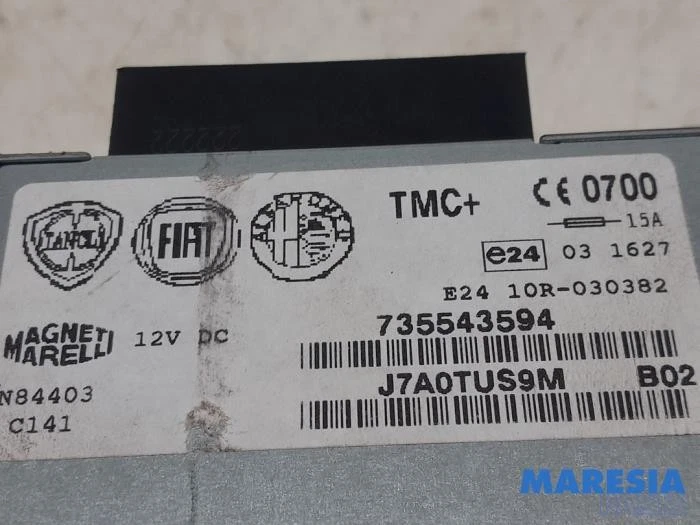 LANCIA
FIAT
TMC+
CE 0700
15A
e24 03 1627
E24 10R-030382
MAGNETI MARELLI
12V DC
735543594
N84403
C141
J7A0TUS9M B02
MARESIA